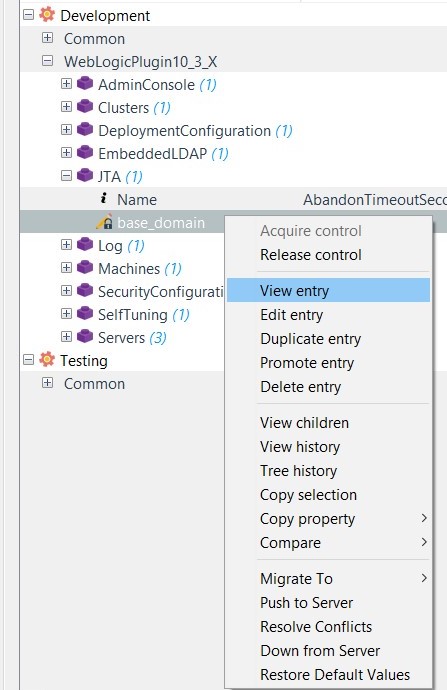 Development
Common
WebLogicPlugin10_3_X
AdminConsole (1)
Clusters (1)
DeploymentConfiguration (1)
EmbeddedLDAP (1)
JTA (1)
Name AbandonTimeoutSeco
base_domain
Log (1)
Machines (1)
SecurityConfigurati
SelfTuning (1)
Servers (3)
Testing
Common
Acquire control
Release control
View entry
Edit entry
Duplicate entry
Promote entry
Delete entry
View children
View history
Tree history
Copy selection
Copy property
Compare
Migrate To
Push to Server
Resolve Conflicts
Down from Server
Restore Default Values